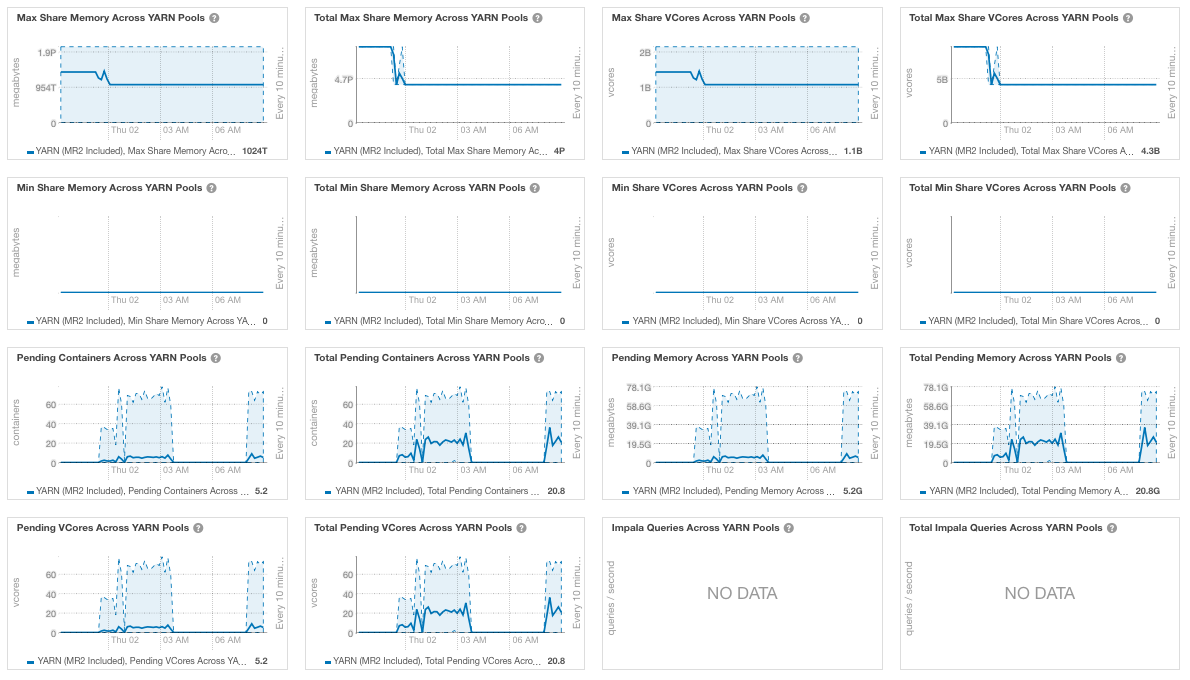 Max Share Memory Across YARN Pools ?
megabytes
1.9P
954T
0
Thu 02 03 AM 06 AM
Every 10 minu...
YARN (MR2 Included), Max Share Memory Acro... 1024T
Total Max Share Memory Across YARN Pools ?
megabytes
4.7P
0
Thu 02 03 AM 06 AM
Every 10 minu...
YARN (MR2 Included), Total Max Share Memory Ac... 4P
Max Share VCores Across YARN Pools ?
vcores
2B
1B
0
Thu 02 03 AM 06 AM
Every 10 minu...
YARN (MR2 Included), Max Share VCores Across... 1.1B
Total Max Share VCores Across YARN Pools ?
vcores
5B
0
Thu 02 03 AM 06 AM
Every 10 minu...
YARN (MR2 Included), Total Max Share VCores A... 4.3B
Min Share Memory Across YARN Pools ?
megabytes
Thu 02 03 AM 06 AM
Every 10 minu...
YARN (MR2 Included), Min Share Memory Across YA... 0
Total Min Share Memory Across YARN Pools ?
megabytes
Thu 02 03 AM 06 AM
Every 10 minu...
YARN (MR2 Included), Total Min Share Memory Acro... 0
Min Share VCores Across YARN Pools ?
vcores
Thu 02 03 AM 06 AM
Every 10 minu...
YARN (MR2 Included), Min Share VCores Across YA... 0
Total Min Share VCores Across YARN Pools ?
vcores
Thu 02 03 AM 06 AM
Every 10 minu...
YARN (MR2 Included), Total Min Share VCores Acros... 0
Pending Containers Across YARN Pools ?
containers
60
40
20
0
Thu 02 03 AM 06 AM
Every 10 minu...
YARN (MR2 Included), Pending Containers Across ... 5.2
Total Pending Containers Across YARN Pools ?
containers
60
40
20
0
Thu 02 03 AM 06 AM
Every 10 minu...
YARN (MR2 Included), Total Pending Containers ... 20.8
Pending Memory Across YARN Pools ?
megabytes
78.1G
58.6G
39.1G
19.5G
0
Thu 02 03 AM 06 AM
Every 10 minu...
YARN (MR2 Included), Pending Memory Across ... 5.2G
Total Pending Memory Across YARN Pools ?
megabytes
78.1G
58.6G
39.1G
19.5G
0
Thu 02 03 AM 06 AM
Every 10 minu...
YARN (MR2 Included), Total Pending Memory A... 20.8G
Pending VCores Across YARN Pools ?
vcores
60
40
20
0
Thu 02 03 AM 06 AM
Every 10 minu...
YARN (MR2 Included), Pending VCores Across YA... 5.2
Total Pending VCores Across YARN Pools ?
vcores
60
40
20
0
Thu 02 03 AM 06 AM
Every 10 minu...
YARN (MR2 Included), Total Pending VCores Acro... 20.8
Impala Queries Across YARN Pools ?
queries / second
NO DATA
Total Impala Queries Across YARN Pools ?
queries / second
NO DATA